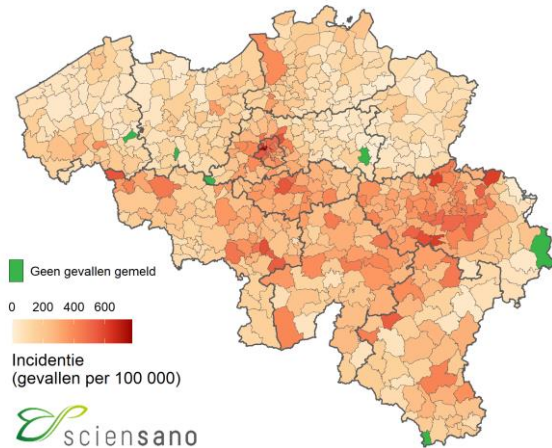 Geen gevallen gemeld
0 200 400 600
Incidentie
(gevallen per 100 000)
sciensano